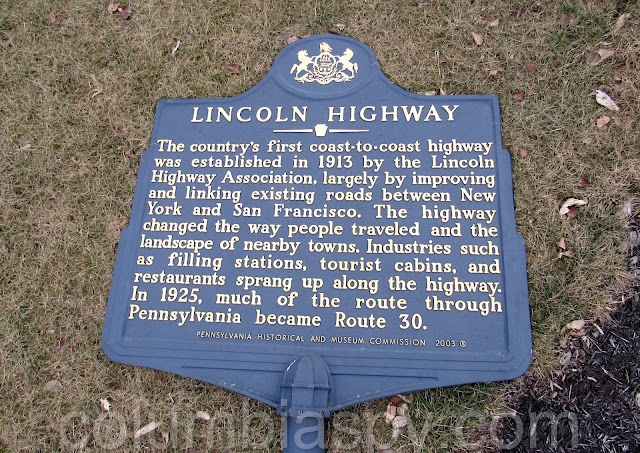 LINCOLN HIGHWAY
The country's first coast-to-coast highway
was established in 1913 by the Lincoln
Highway Association, largely by improving
and linking existing roads between New
York and San Francisco. The highway
changed the way people traveled and the
landscape of nearby towns. Industries such
as filling stations, tourist cabins, and
restaurants sprang up along the highway.
In 1925, much of the route through
Pennsylvania became Route 30.
PENNSYLVANIA HISTORICAL AND MUSEUM COMMISSION 2003 ®
columbiaspy.com
© columbiaspy.com